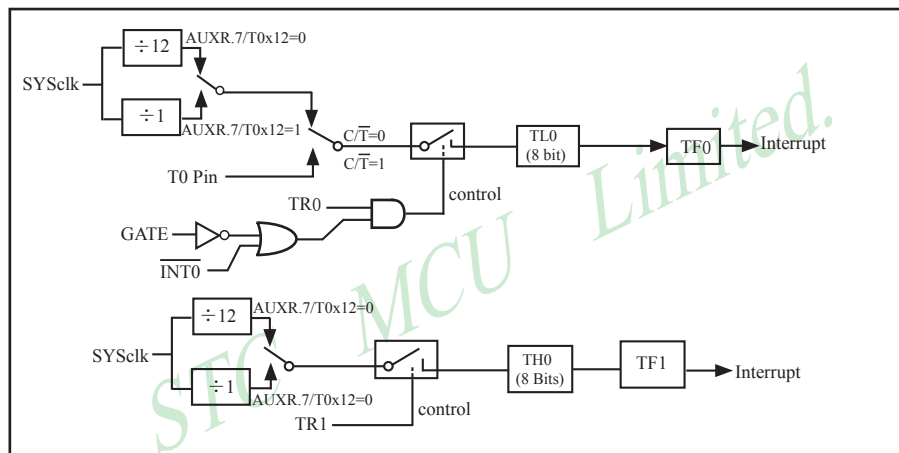 ÷12
AUXR.7/T0x12=0
SYSclk
÷1
AUXR.7/T0x12=1
C/T̅=0
C/T̅=1
T0 Pin
TL0
(8 bit)
TF0
Interrupt
control
TR0
GATE
I̅N̅T̅0̅
÷12
AUXR.7/T0x12=0
SYSclk
÷1
AUXR.7/T0x12=0
TH0
(8 Bits)
TF1
Interrupt
control
TR1
STC MCU Limited.